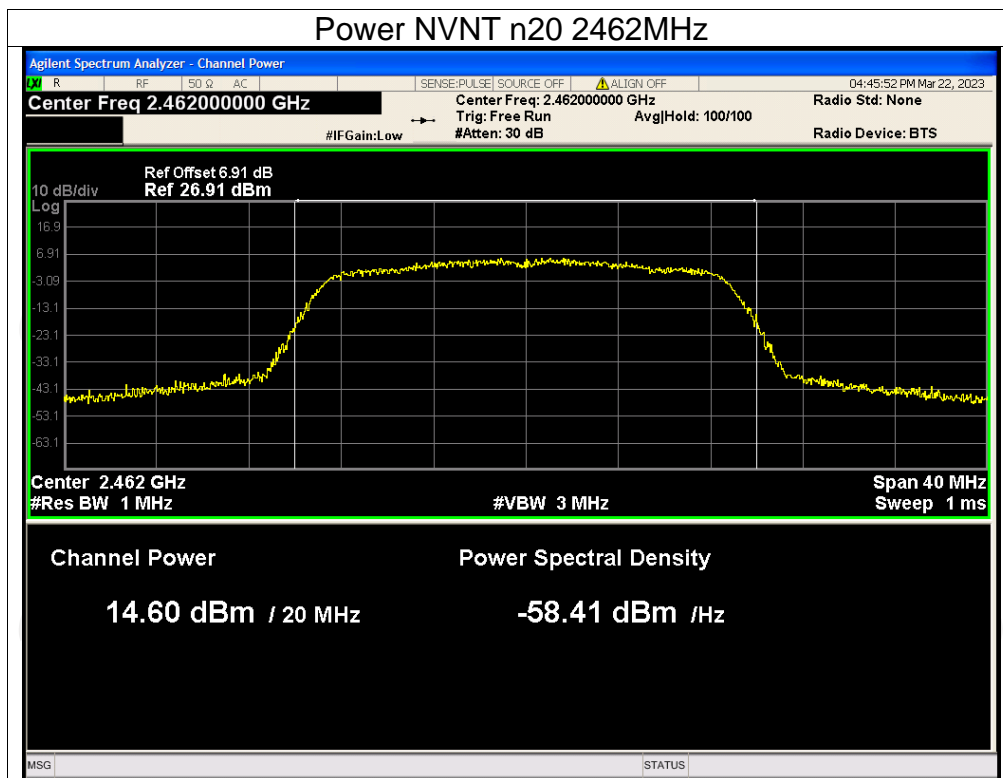 Power NVNT n20 2462MHz
Agilent Spectrum Analyzer - Channel Power
LXI R RF 50 Ω AC SENSE:PULSE SOURCE OFF ALIGN OFF 04:45:52 PM Mar 22, 2023
Center Freq 2.462000000 GHz Center Freq: 2.462000000 GHz Radio Std: None
Trig: Free Run Avg|Hold: 100/100
#IFGain:Low #Atten: 30 dB Radio Device: BTS
Ref Offset 6.91 dB
10 dB/div Ref 26.91 dBm
Log
16.9
6.91
-3.09
-13.1
-23.1
-33.1
-43.1
-53.1
-63.1
Center 2.462 GHz Span 40 MHz
#Res BW 1 MHz #VBW 3 MHz Sweep 1 ms
Channel Power Power Spectral Density
14.60 dBm / 20 MHz -58.41 dBm /Hz
MSG STATUS